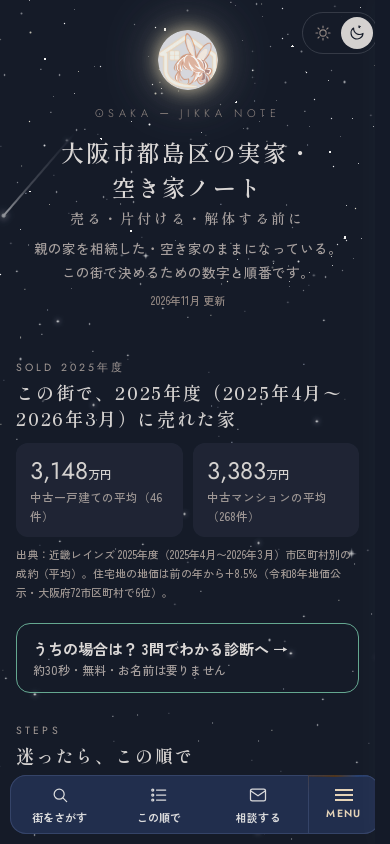 OSAKA — JIKKA NOTE
大阪市都島区の実家・
空き家ノート
売る・片付ける・解体する前に
親の家を相続した・空き家のままになっている。
この街で決めるための数字と順番です。
2026年11月 更新
SOLD 2025年度
この街で、2025年度（2025年4月〜
2026年3月）に売れた家
3,148万円
中古一戸建ての平均（46
件）
3,383万円
中古マンションの平均
（268件）
出典：近畿レインズ 2025年度（2025年4月〜2026年3月）市区町村別の
成約（平均）。住宅地の地価は前の年から+8.5%（令和8年地価公
示・大阪府72市区町村で6位）。
うちの場合は？ 3問でわかる診断へ →
約30秒・無料・お名前は要りません
STEPS
迷ったら、この順で
街をさがす
この順で
相談する
MENU